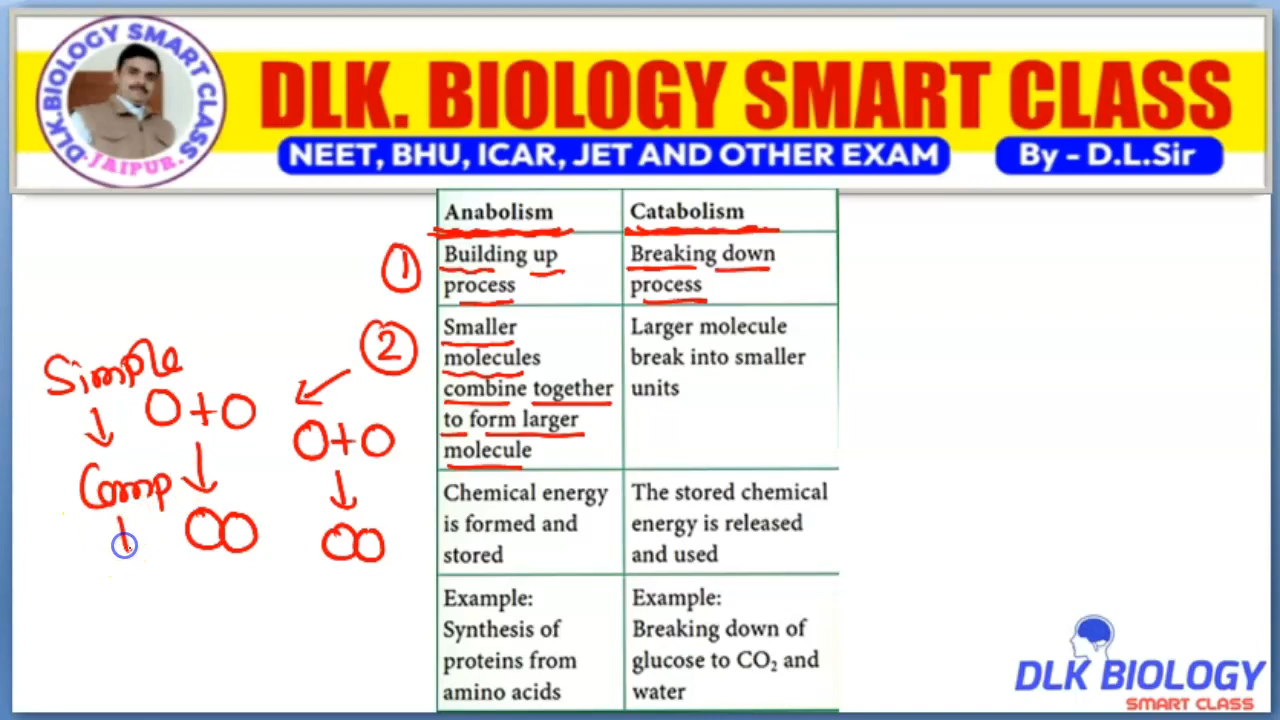 DLK.BIOLOGY SMART CLASS.
JAIPUR.
DLK. BIOLOGY SMART CLASS
NEET, BHU, ICAR, JET AND OTHER EXAM
By - D.L.Sir
Anabolism
Catabolism
1
Building up
process
Breaking down
process
2
Smaller
molecules
combine together
to form larger
molecule
Larger molecule
break into smaller
units
Simple
O+O
O+O
Comp
OO
OO
Chemical energy
is formed and
stored
The stored chemical
energy is released
and used
Example:
Synthesis of
proteins from
amino acids
Example:
Breaking down of
glucose to CO₂ and
water
DLK BIOLOGY
SMART CLASS